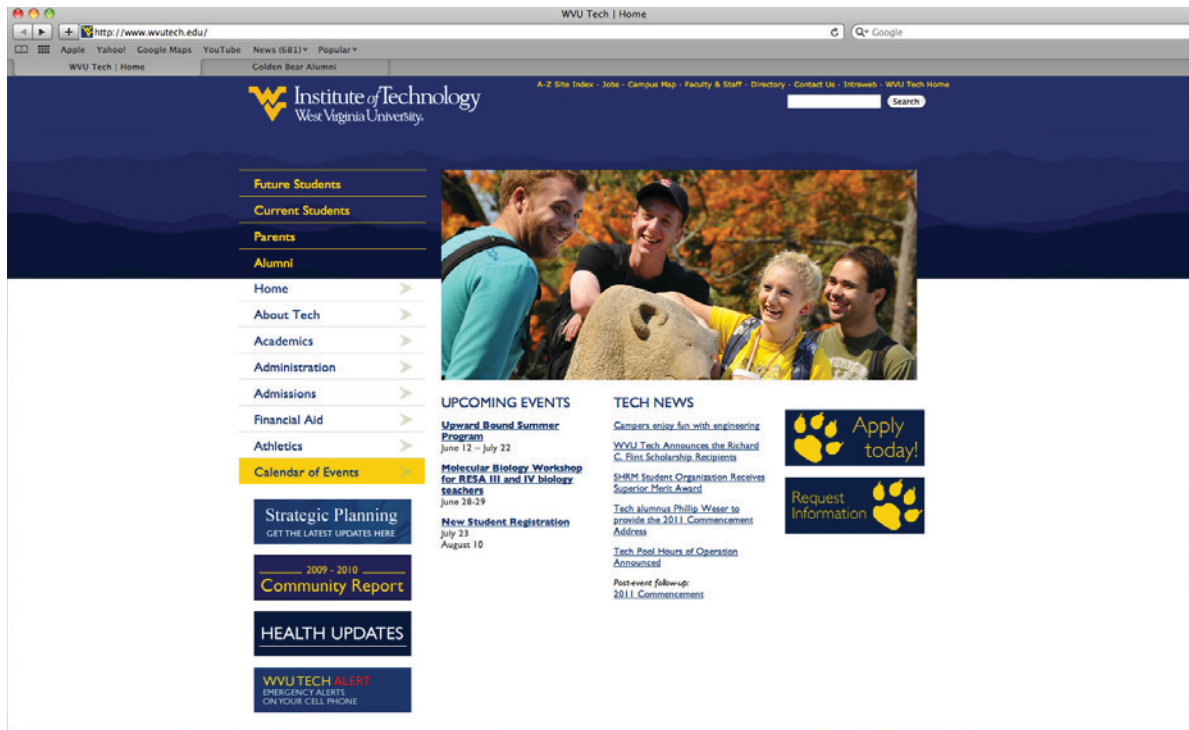 WVU Tech | Home
http://www.wvutech.edu/
Google
Apple Yahoo! Google Maps YouTube News (681) Popular
WVU Tech | Home
Golden Bear Alumni
A-Z Site Index - Jobs - Campus Map - Faculty & Staff - Directory - Contact Us - Intraweb - WVU Tech Home
Search
Institute of Technology
West Virginia University.
Future Students
Current Students
Parents
Alumni
Home
About Tech
Academics
Administration
Admissions
Financial Aid
Athletics
Calendar of Events
Strategic Planning
GET THE LATEST UPDATES HERE
2009 - 2010
Community Report
HEALTH UPDATES
WVU TECH ALERT
EMERGENCY ALERTS
ON YOUR CELL PHONE
UPCOMING EVENTS
Upward Bound Summer
Program
June 12 – July 22
Molecular Biology Workshop
for RESA III and IV biology
teachers
June 28-29
New Student Registration
July 23
August 10
TECH NEWS
Campers enjoy fun with engineering
WVU Tech Announces the Richard
C. Flint Scholarship Recipients
SHRM Student Organization Receives
Superior Merit Award
Tech alumnus Phillip Weser to
provide the 2011 Commencement
Address
Tech Pool Hours of Operation
Announced
Post-event follow-up:
2011 Commencement
Apply
today!
Request
Information